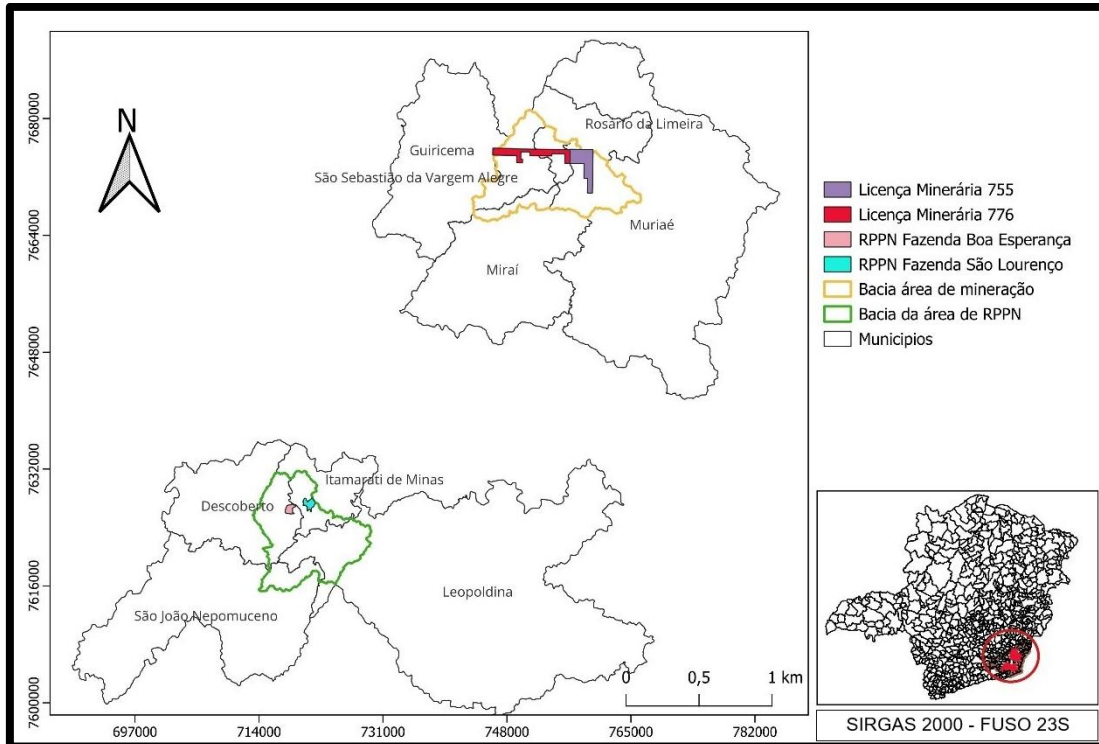 N
Rosário da Limeira
Guiricema
São Sebastião da Vargem Alegre
Muriaé
Miraí
Itamarati de Minas
Descoberto
Leopoldina
São João Nepomuceno
7680000
7664000
7648000
7632000
7616000
7600000
697000 714000 731000 748000 765000 782000
0 0,5 1 km
Licença Minerária 755
Licença Minerária 776
RPPN Fazenda Boa Esperança
RPPN Fazenda São Lourenço
Bacia área de mineração
Bacia da área de RPPN
Municipios
SIRGAS 2000 - FUSO 23S